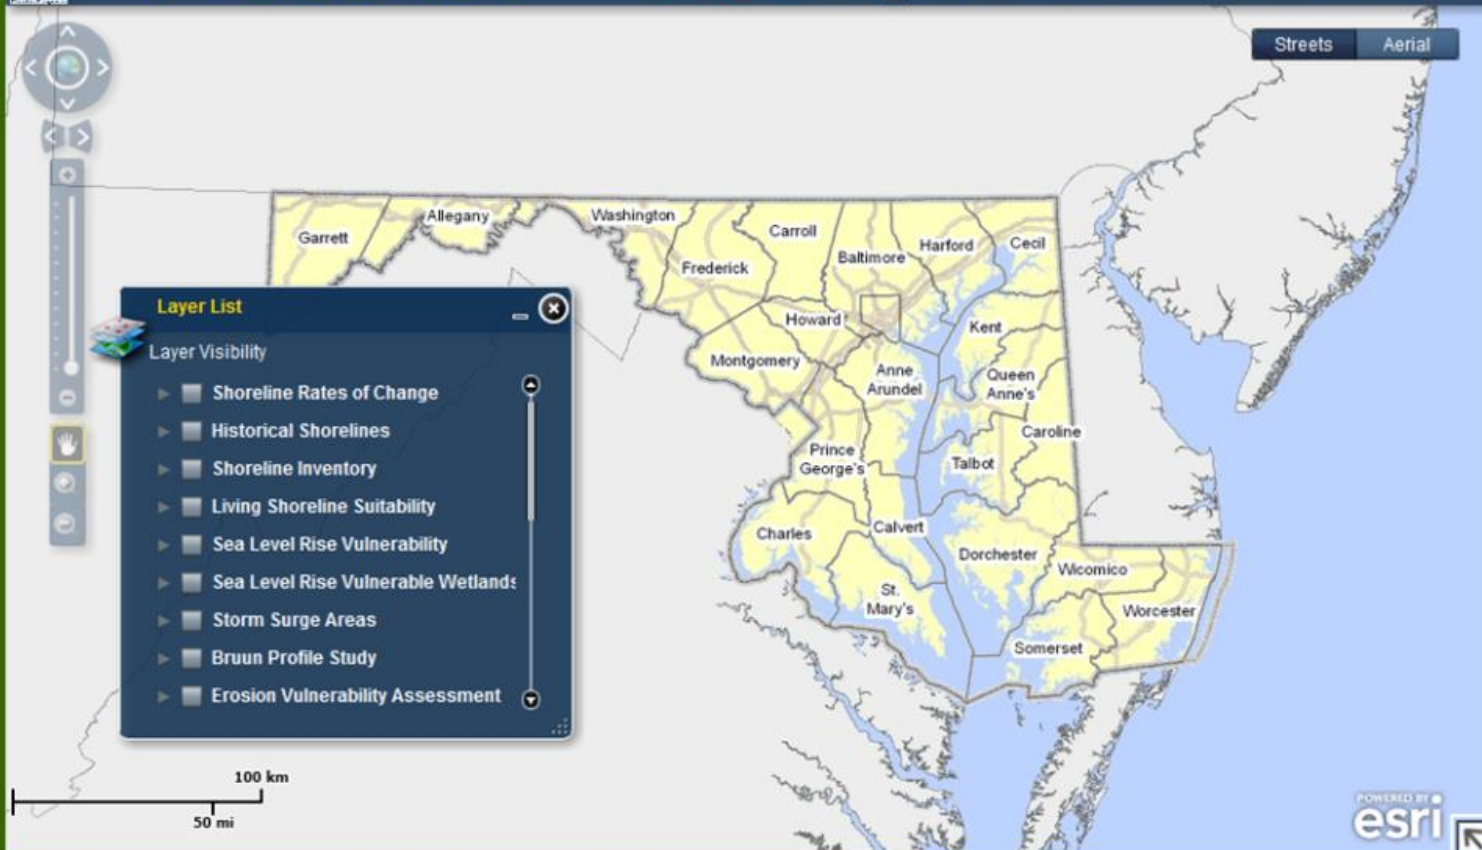 Streets
Aerial
Garrett
Allegany
Washington
Frederick
Carroll
Baltimore
Harford
Cecil
Howard
Kent
Montgomery
Anne
Arundel
Queen
Anne's
Caroline
Prince
George's
Talbot
Charles
Calvert
Dorchester
Wicomico
St.
Mary's
Worcester
Somerset
Layer List
Layer Visibility
Shoreline Rates of Change
Historical Shorelines
Shoreline Inventory
Living Shoreline Suitability
Sea Level Rise Vulnerability
Sea Level Rise Vulnerable Wetlands
Storm Surge Areas
Bruun Profile Study
Erosion Vulnerability Assessment
100 km
50 mi
POWERED BY
esri